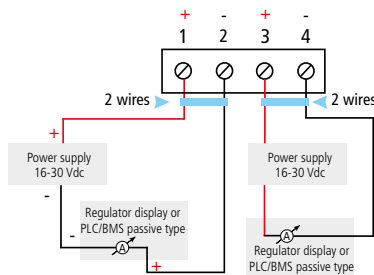 + - + -
1 2 3 4
2 wires 2 wires
+
Power supply
16-30 Vdc
Power supply
16-30 Vdc
-
Regulator display or
PLC/BMS passive type
- A
+
A
Regulator display or
PLC/BMS passive type